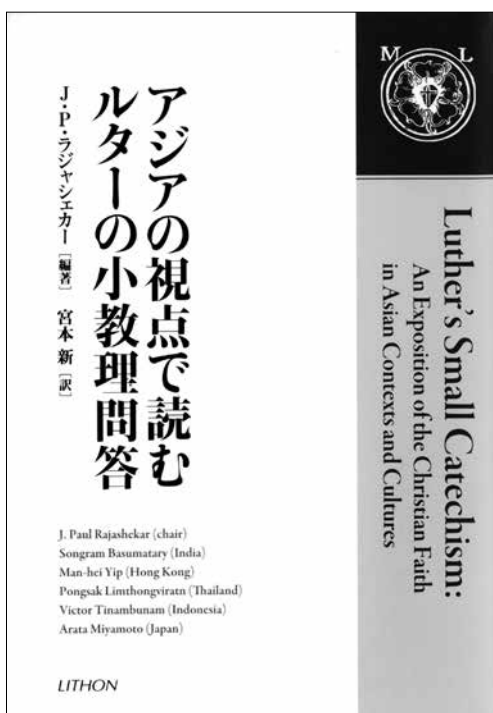 M L
アジアの視点で読む
ルターの小教理問答
J・P・ラジャシェカー［編著］ 宮本 新［訳］
Luther's Small Catechism:
An Exposition of the Christian Faith
in Asian Contexts and Cultures
J. Paul Rajashekar (chair)
Songram Basumatary (India)
Man-hei Yip (Hong Kong)
Pongsak Limthongviratn (Thailand)
Victor Tinambunam (Indonesia)
Arata Miyamoto (Japan)
LITHON